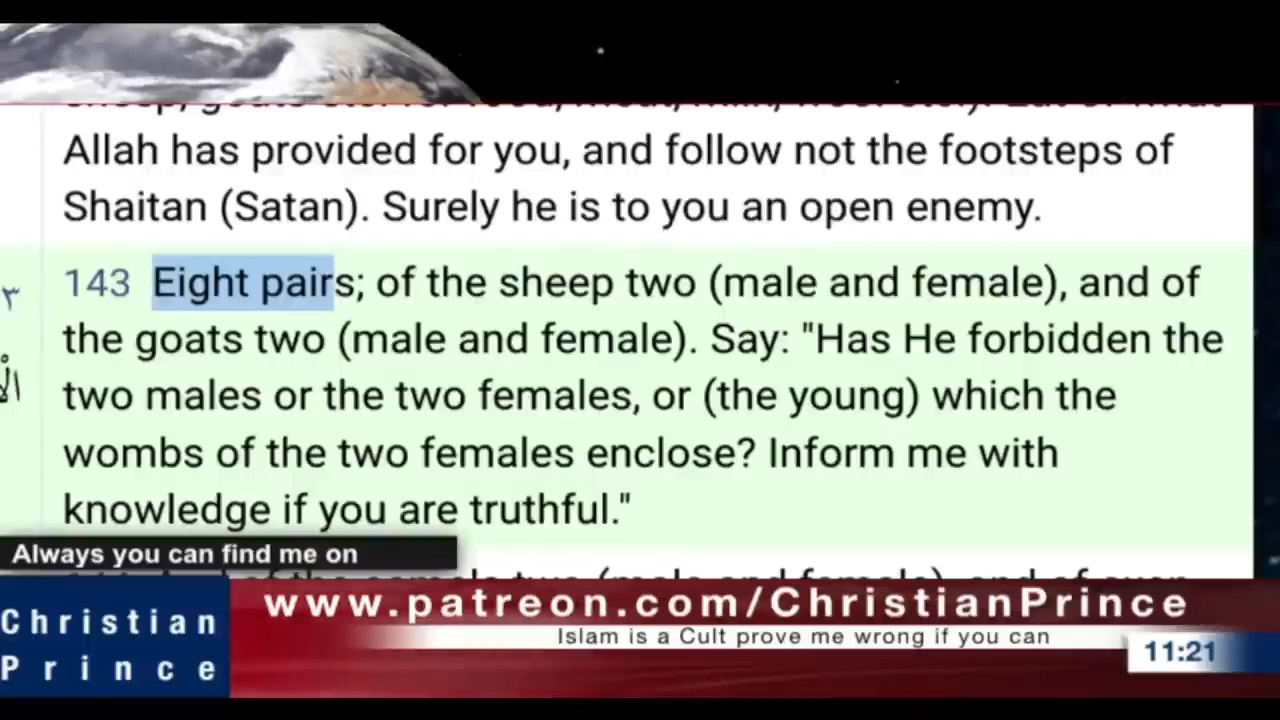 Allah has provided for you, and follow not the footsteps of
Shaitan (Satan). Surely he is to you an open enemy.
143 Eight pairs; of the sheep two (male and female), and of
the goats two (male and female). Say: "Has He forbidden the
two males or the two females, or (the young) which the
wombs of the two females enclose? Inform me with
knowledge if you are truthful."
Always you can find me on
Christian
Prince
www.patreon.com/ChristianPrince
Islam is a Cult prove me wrong if you can
11:21